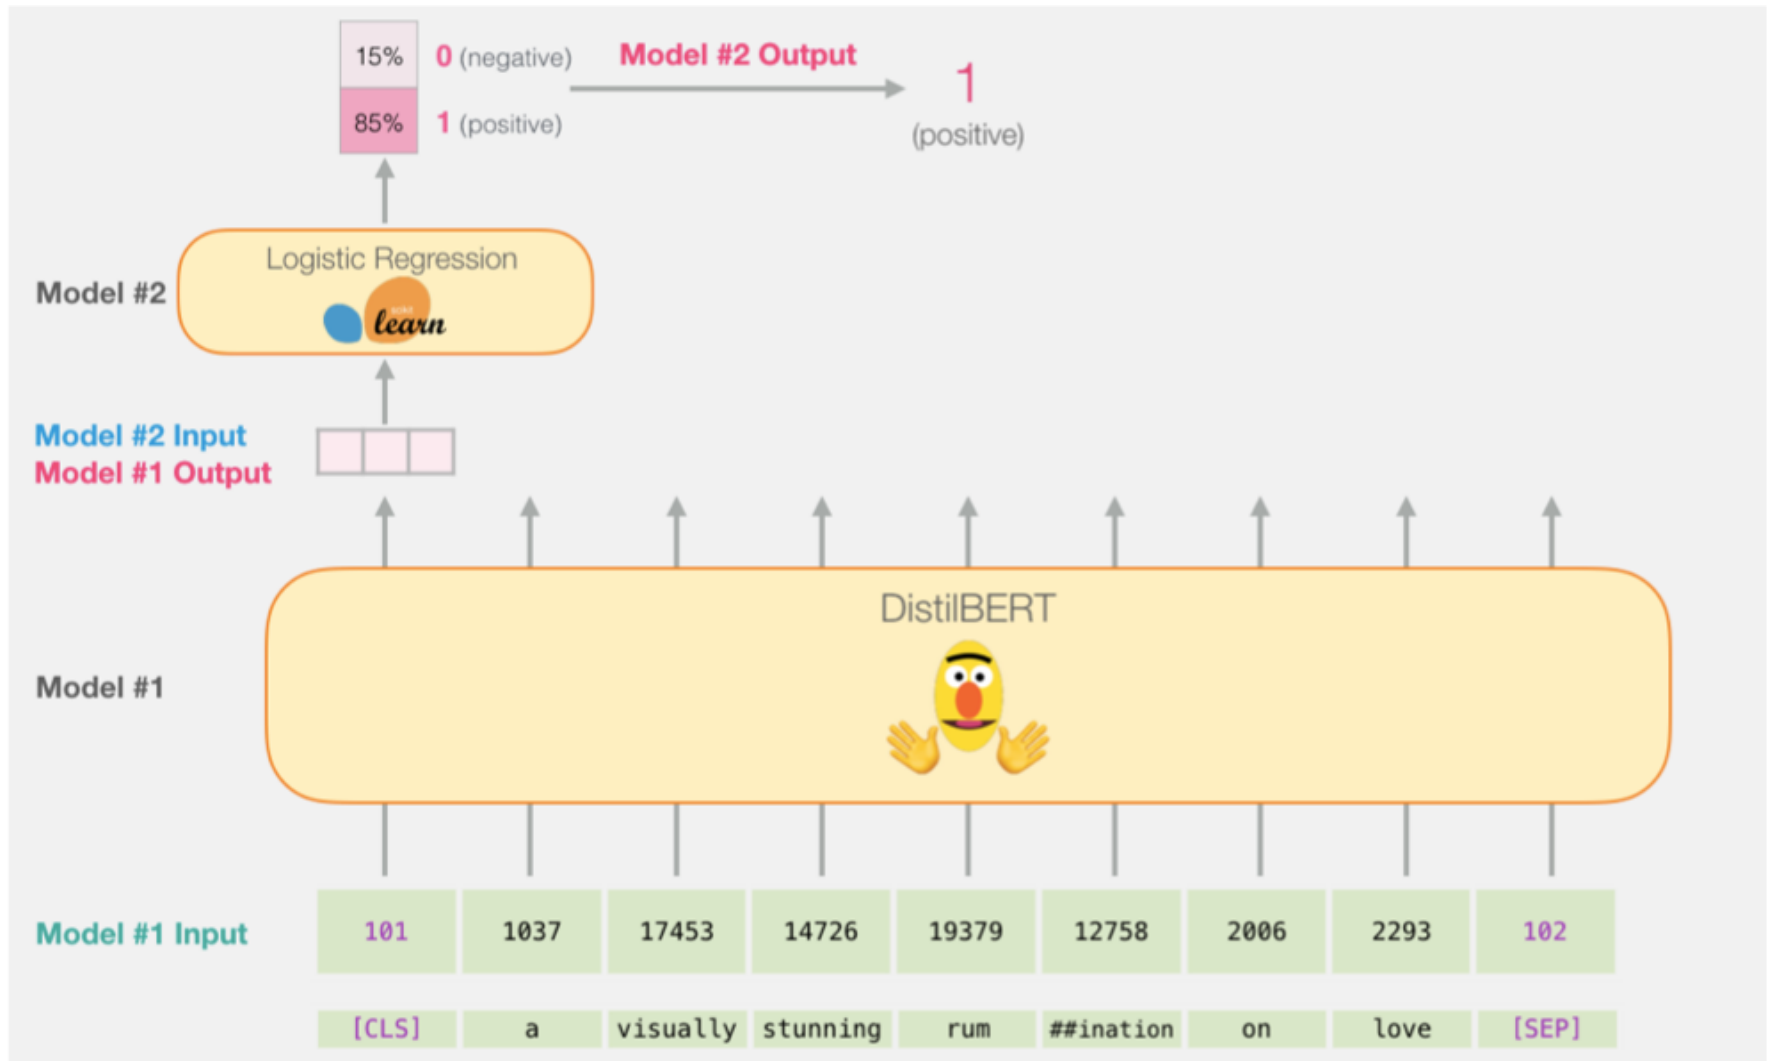 15% 0 (negative) Model #2 Output 1
85% 1 (positive) (positive)
Logistic Regression
Model #2
scikit
learn
Model #2 Input
Model #1 Output
DistilBERT
Model #1
Model #1 Input 101 1037 17453 14726 19379 12758 2006 2293 102
[CLS] a visually stunning rum ##ination on love [SEP]